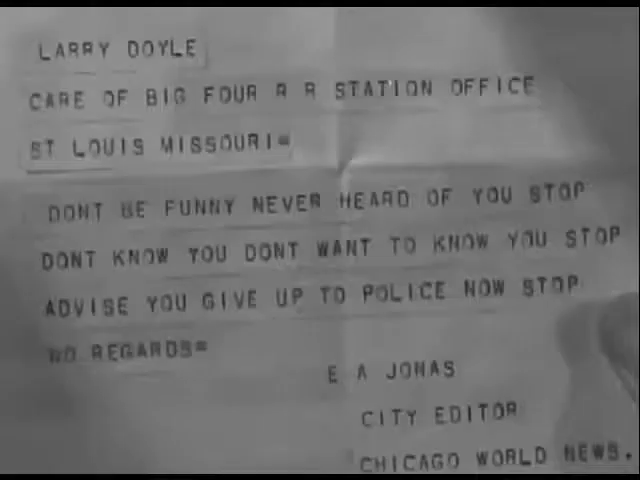 LARRY DOYLE
CARE OF BIG FOUR R R STATION OFFICE
ST LOUIS MISSOURI=
DONT BE FUNNY NEVER HEARD OF YOU STOP
DONT KNOW YOU DONT WANT TO KNOW YOU STOP
ADVISE YOU GIVE UP TO POLICE NOW STOP
NO REGARDS=
E A JONAS
CITY EDITOR
CHICAGO WORLD NEWS.